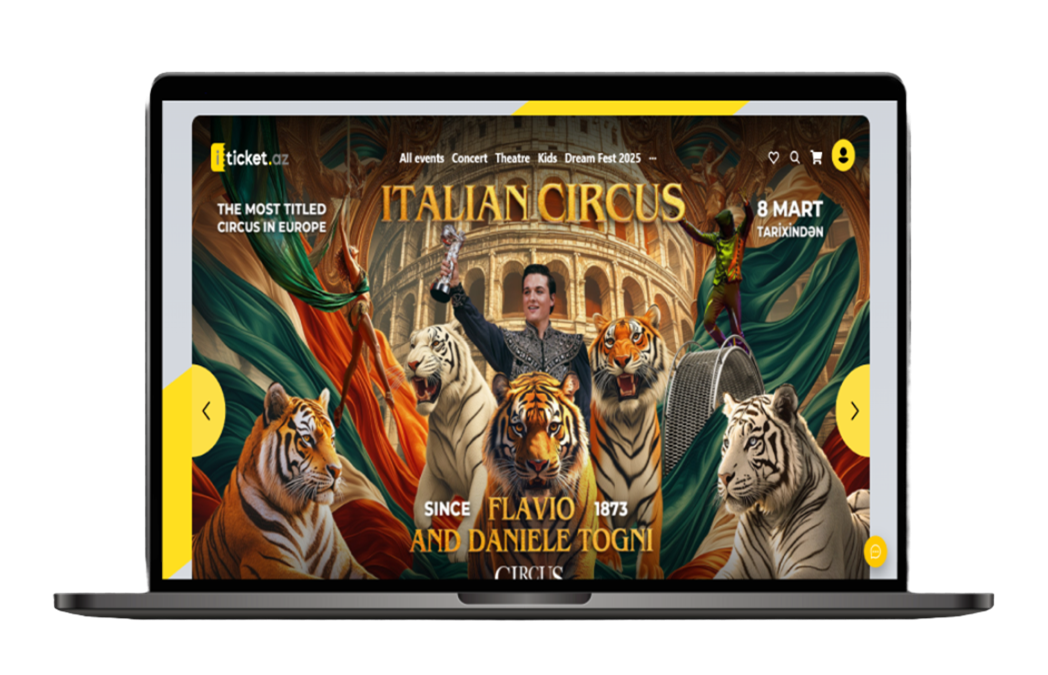 iticket.az
All events Concert Theatre Kids Dream Fest 2025 ...
THE MOST TITLED
CIRCUS IN EUROPE
ITALIAN CIRCUS
8 MART
TARİXİNDƏN
SINCE FLAVIO 1873
AND DANIELE TOGNI
CIRCUS